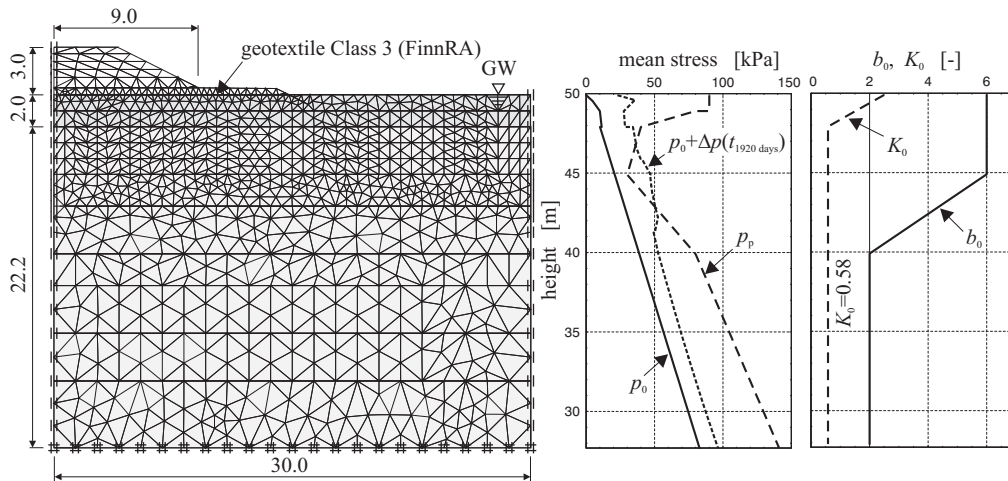 9.0
geotextile Class 3 (FinnRA)
GW
3.0
2.0
22.2
30.0
mean stress [kPa]
0 50 100 150
height [m]
50
45
40
35
30
p₀+Δp(t₁₉₂₀ days)
pₚ
p₀
b₀, K₀ [-]
0 2 4 6
K₀
b₀
K₀=0.58